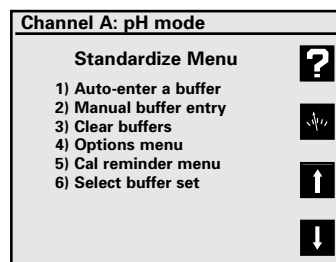 Channel A: pH mode
Standardize Menu
1) Auto-enter a buffer
2) Manual buffer entry
3) Clear buffers
4) Options menu
5) Cal reminder menu
6) Select buffer set
?